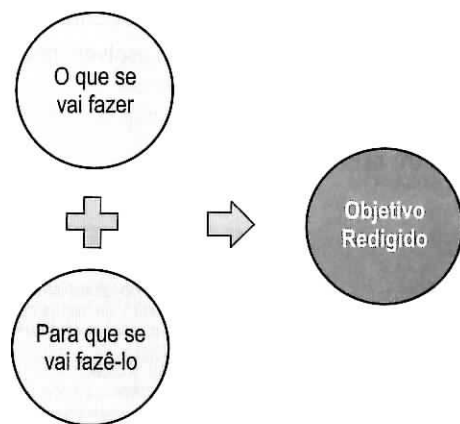 O que se
vai fazer
Objetivo
Redigido
Para que se
vai fazê-lo